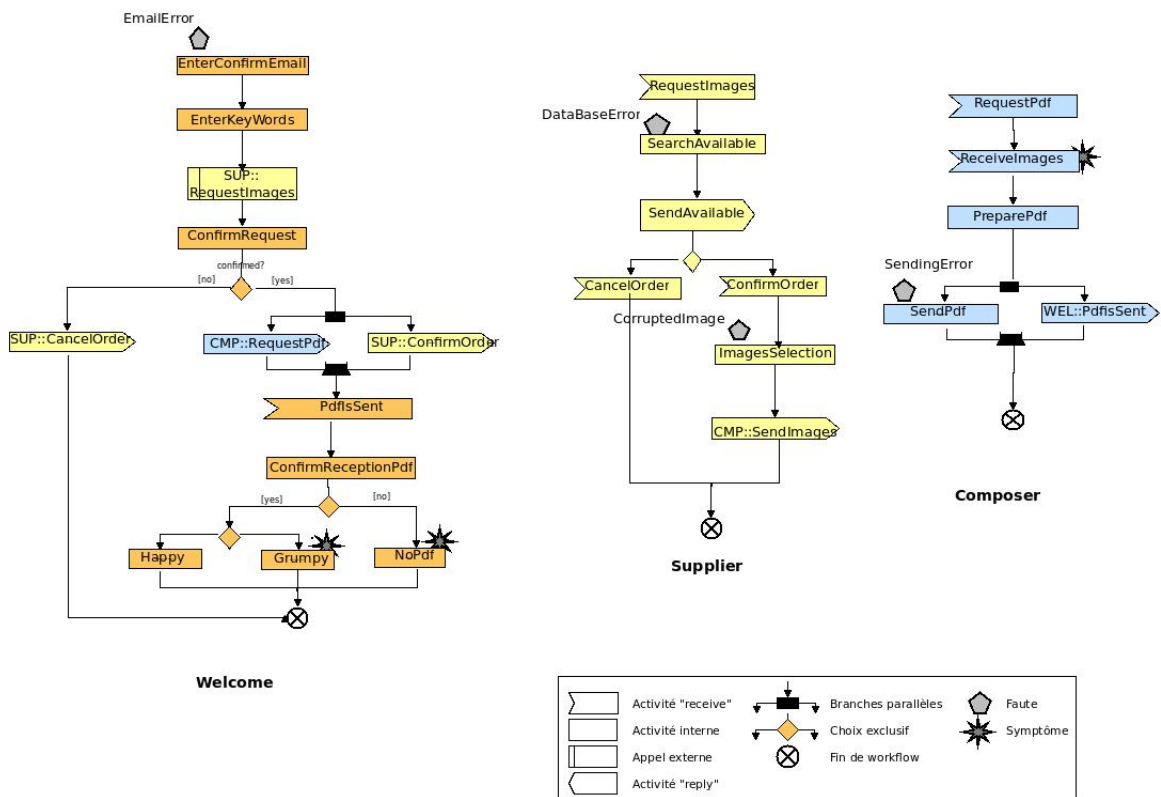 EmailError
EnterConfirmEmail
EnterKeyWords
SUP::
RequestImages
ConfirmRequest
confirmed?
[no]
[yes]
SUP::CancelOrder
CMP::RequestPdf
SUP::ConfirmOrder
PdfIsSent
ConfirmReceptionPdf
[yes]
[no]
Happy
Grumpy
NoPdf
Welcome
RequestImages
DataBaseError
SearchAvailable
SendAvailable
CancelOrder
ConfirmOrder
CorruptedImage
ImagesSelection
CMP::SendImages
Supplier
RequestPdf
ReceiveImages
PreparePdf
SendingError
SendPdf
WEL::PdfIsSent
Composer
Activité "receive"
Activité interne
Appel externe
Activité "reply"
Branches parallèles
Choix exclusif
Fin de workflow
Faute
Symptôme